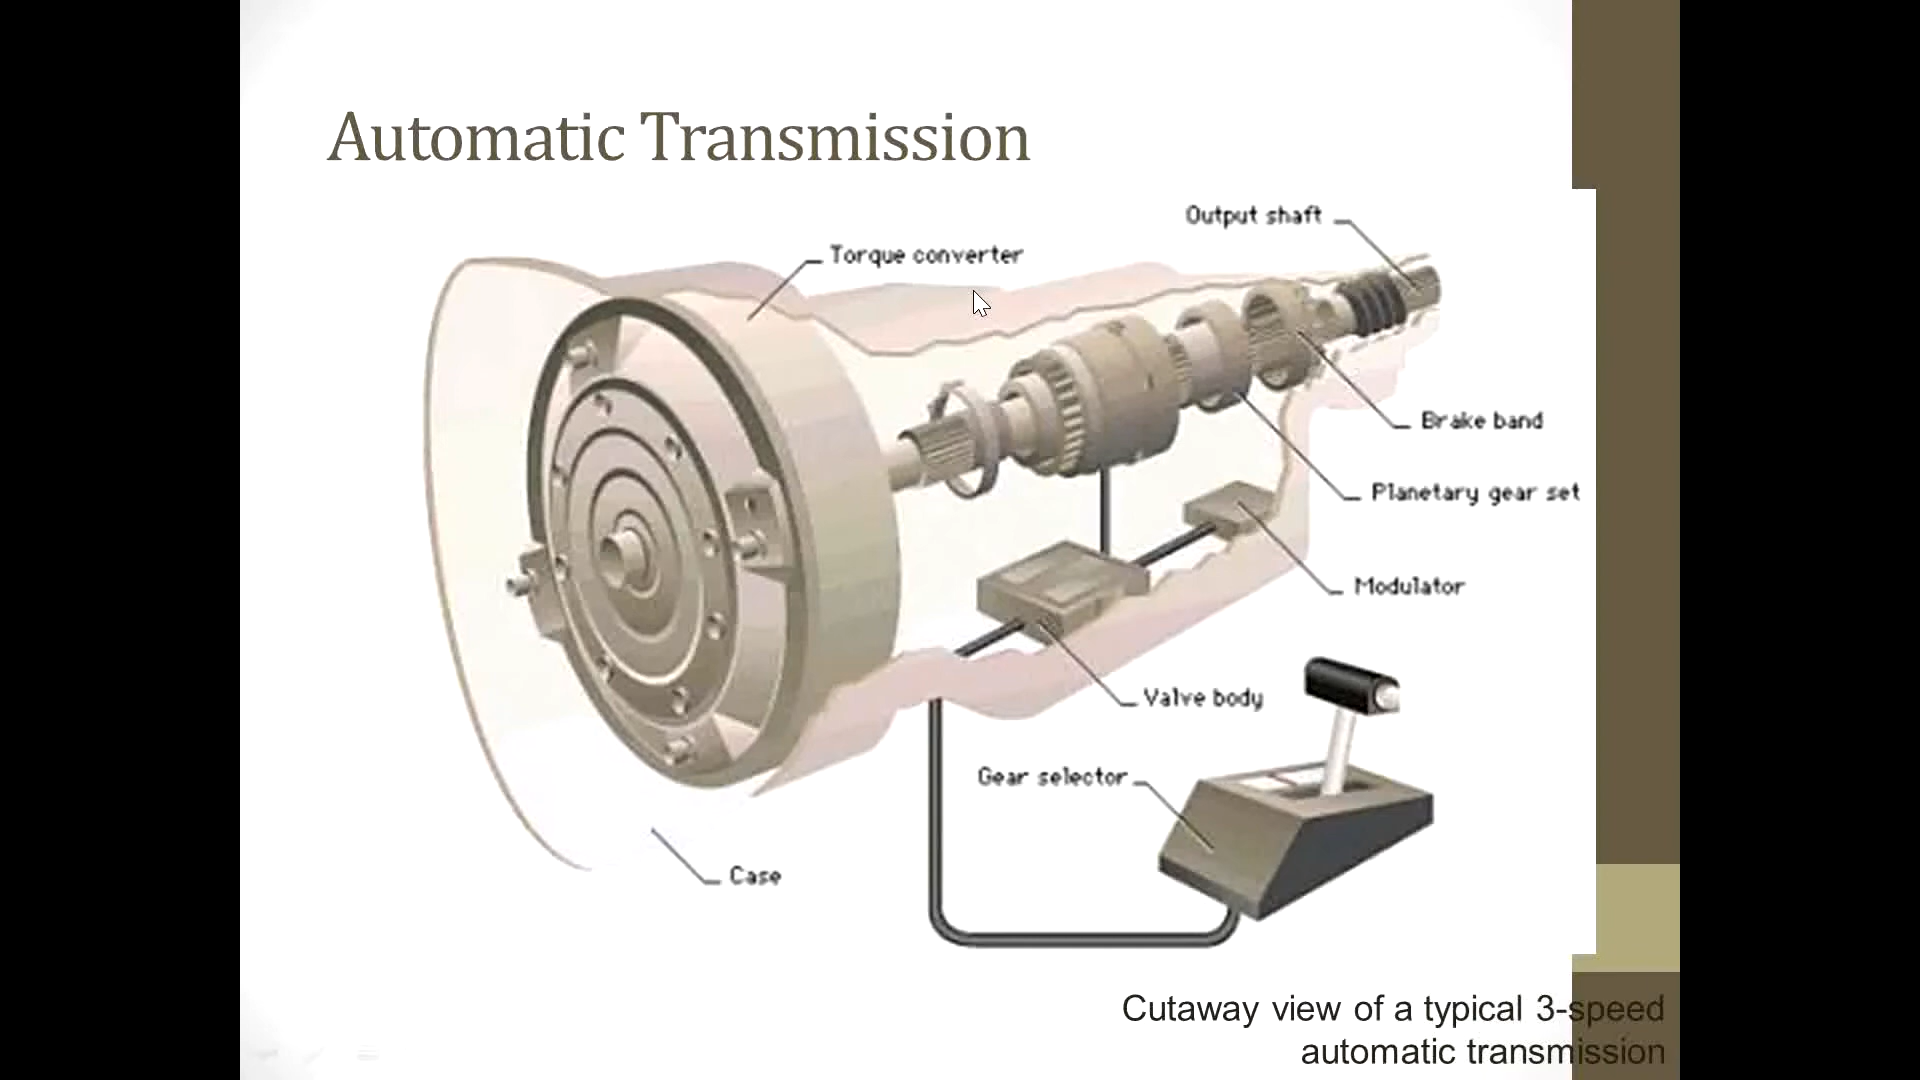 Automatic Transmission
Output shaft
Torque converter
Brake band
Planetary gear set
Modulator
Valve body
Gear selector
Case
Cutaway view of a typical 3-speed
automatic transmission